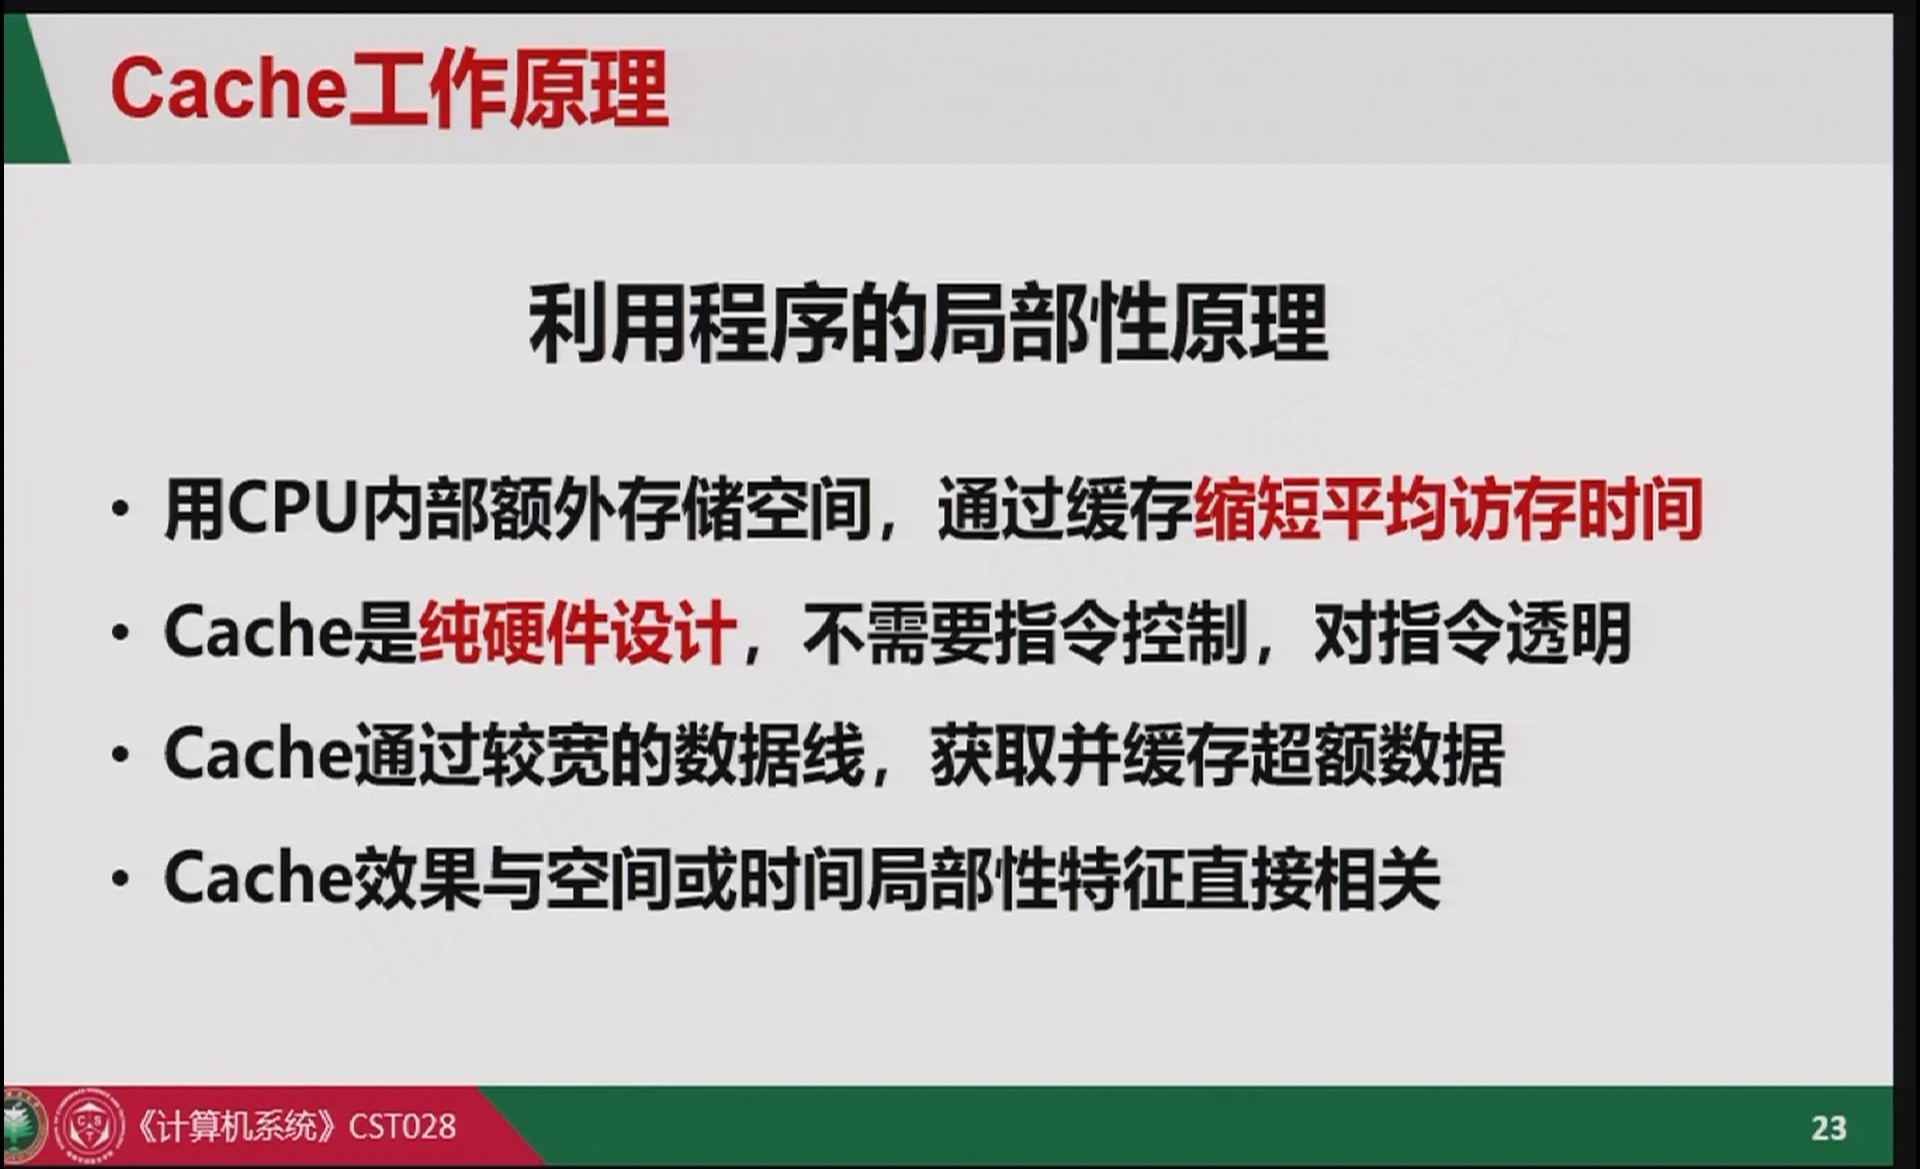 Cache工作原理
利用程序的局部性原理
• 用CPU内部额外存储空间，通过缓存缩短平均访存时间
• Cache是纯硬件设计，不需要指令控制，对指令透明
• Cache通过较宽的数据线，获取并缓存超额数据
• Cache效果与空间或时间局部性特征直接相关
《计算机系统》CST028
23